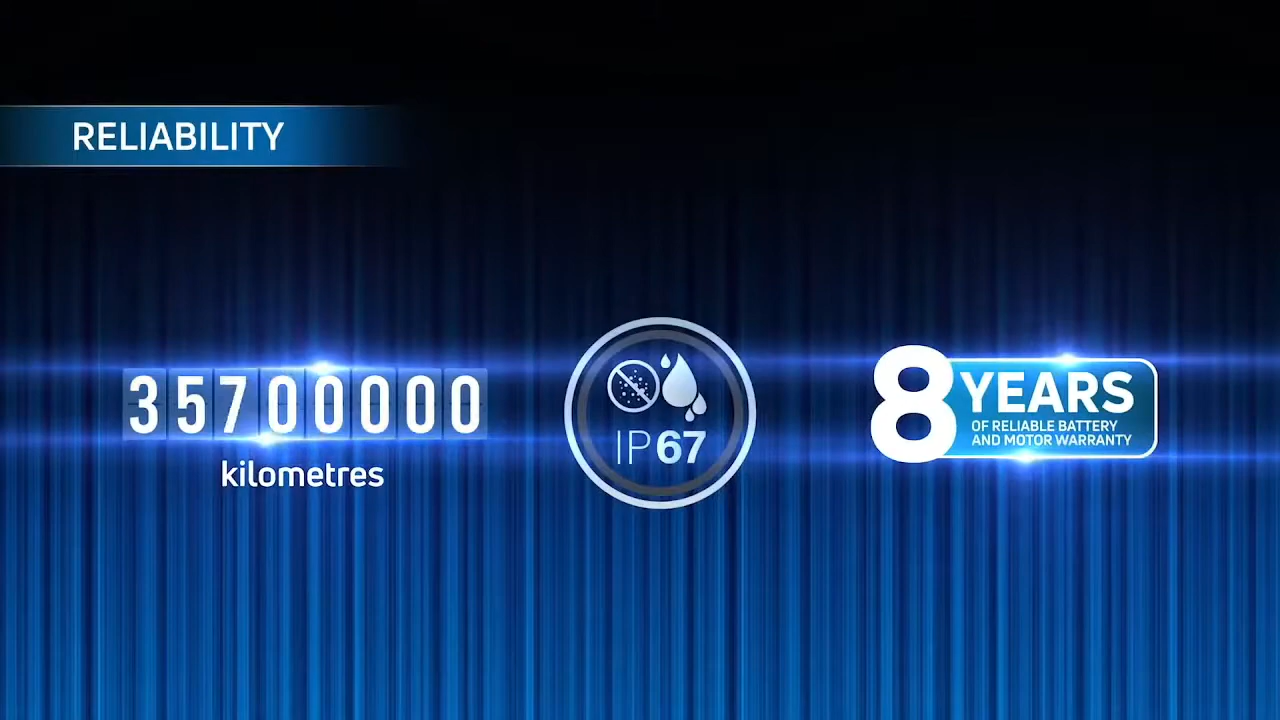 RELIABILITY
35700000
kilometres
IP67
8 YEARS
OF RELIABLE BATTERY
AND MOTOR WARRANTY